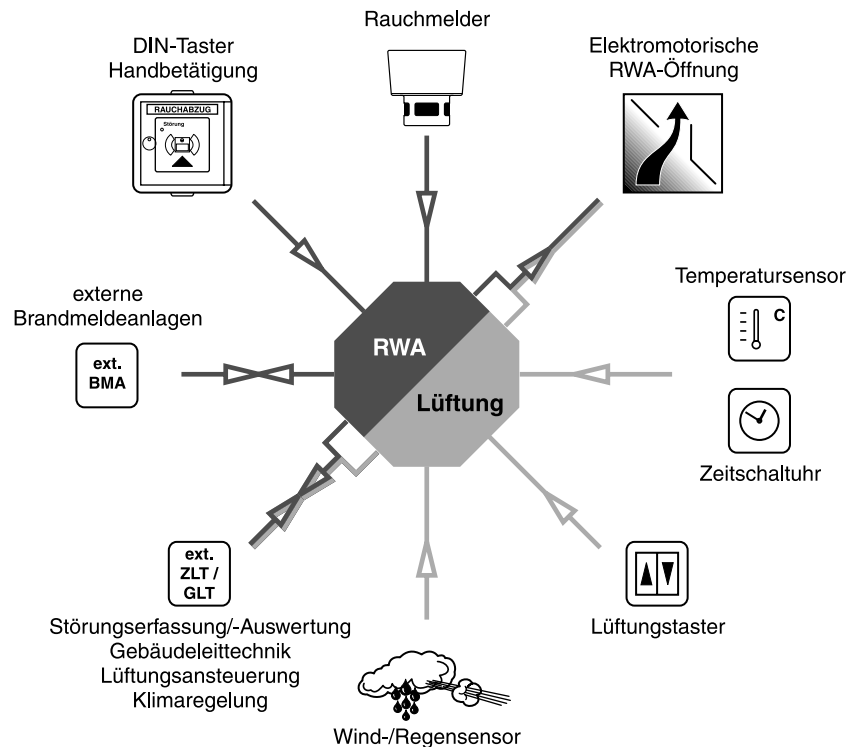 Rauchmelder
DIN-Taster
Handbetätigung
RAUCHABZUG
Störung
Elektromotorische
RWA-Öffnung
externe
Brandmeldeanlagen
ext.
BMA
RWA
Lüftung
Temperatursensor
C
Zeitschaltuhr
ext.
ZLT /
GLT
Störungserfassung/-Auswertung
Gebäudeleittechnik
Lüftungsansteuerung
Klimaregelung
Lüftungstaster
Wind-/Regensensor